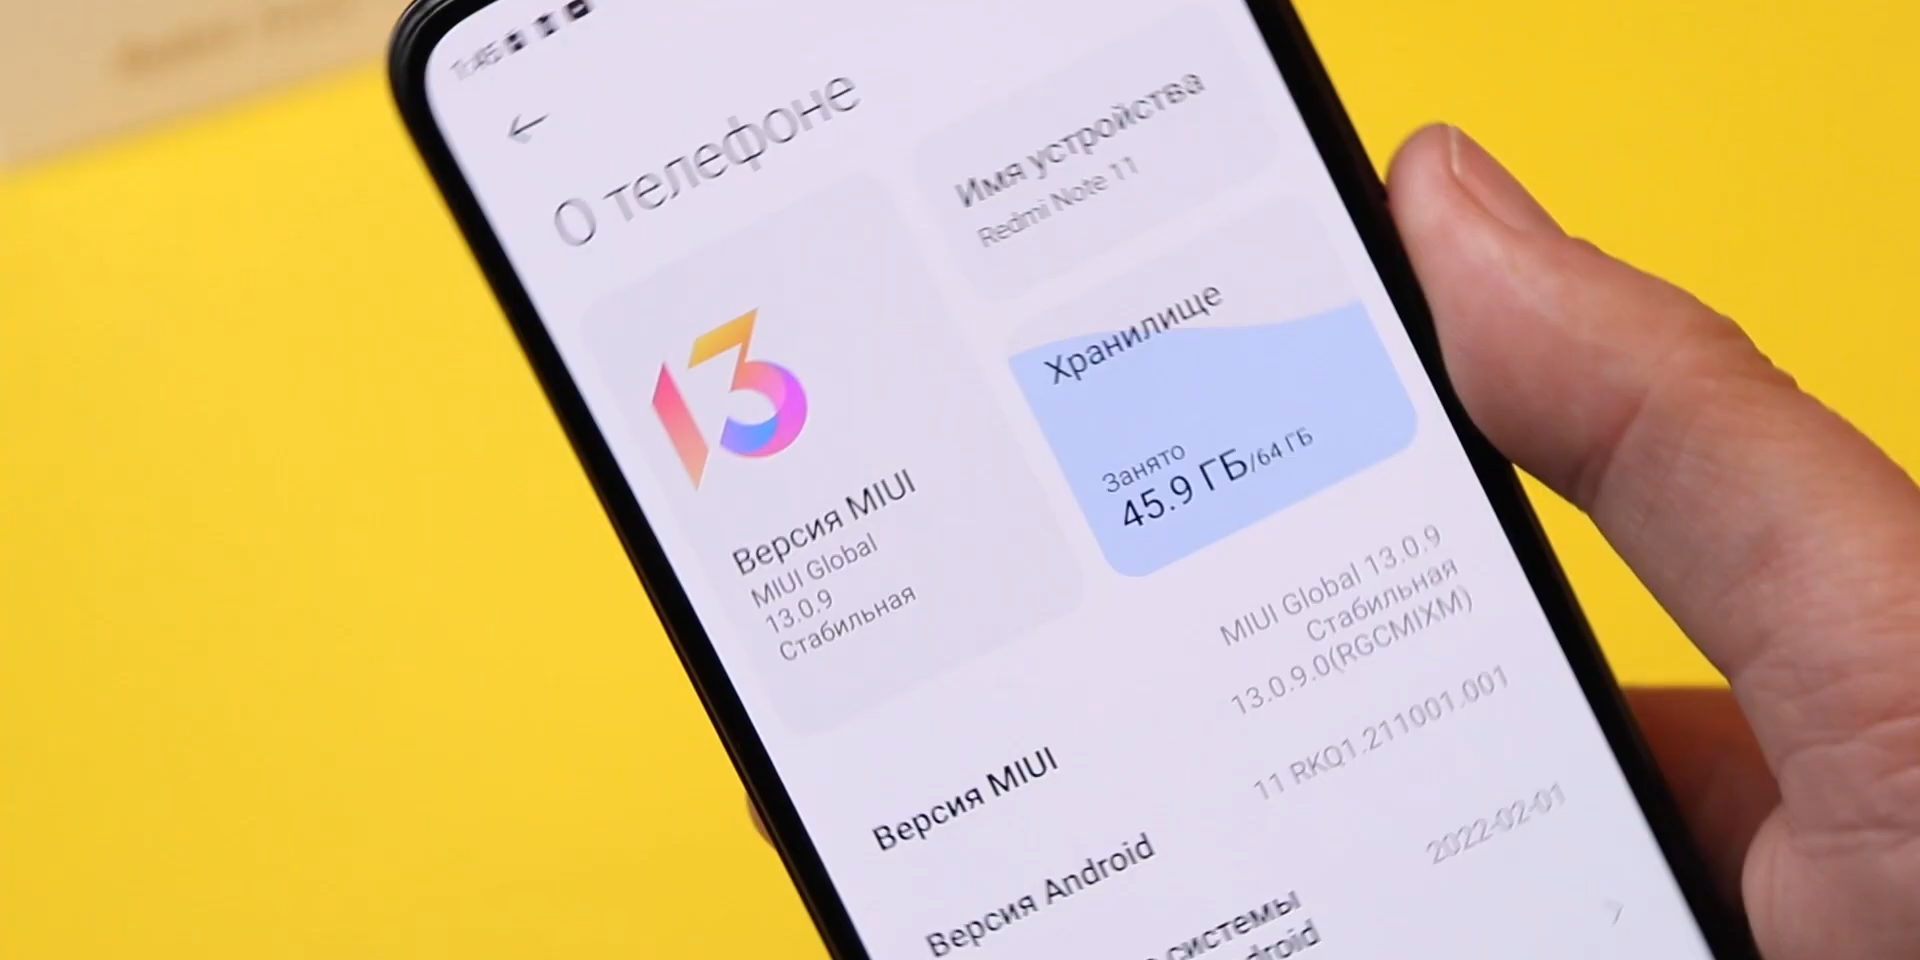 О телефоне
Имя устройства
Redmi Note 11
13
Версия MIUI
MIUI Global
13.0.9
Стабильная
Хранилище
Занято
45.9 ГБ/64 ГБ
Версия MIUI
MIUI Global 13.0.9
Стабильная
13.0.9.0(RGCMIXM)
Версия Android
11 RKQ1.211001.001
системы
2022-02-01